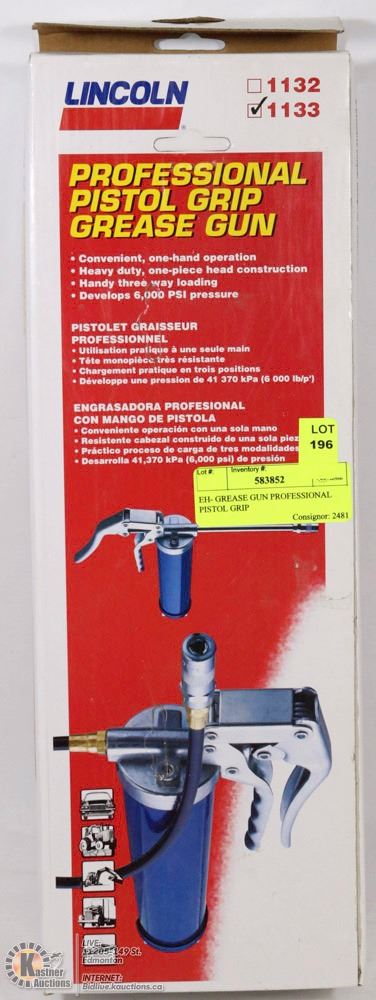 LINCOLN
1132
1133
PROFESSIONAL
PISTOL GRIP
GREASE GUN
• Convenient, one-hand operation
• Heavy duty, one-piece head construction
• Handy three way loading
• Develops 6,000 PSI pressure
PISTOLET GRAISSEUR
PROFESSIONNEL
• Utilisation pratique à une seule main
• Tête monopièce très résistante
• Chargement pratique en trois positions
• Développe une pression de 41 370 kPa (6 000 lb/p²)
ENGRASADORA PROFESIONAL
CON MANGO DE PISTOLA
• Conveniente operación con una sola mano
• Resistente cabezal construido de una sola
• Práctico proceso de carga de tres modalidades
• Desarrolla 41,370 kPa (6,000 psi) de presión
LOT
196
Lot #: Inventory #:
583852
EH- GREASE GUN PROFESSIONAL
PISTOL GRIP
Consignor: 2481
Kastner
Auctions
LIVE:
149 St.
Edmonton
INTERNET:
Bidlive.kauctions.ca